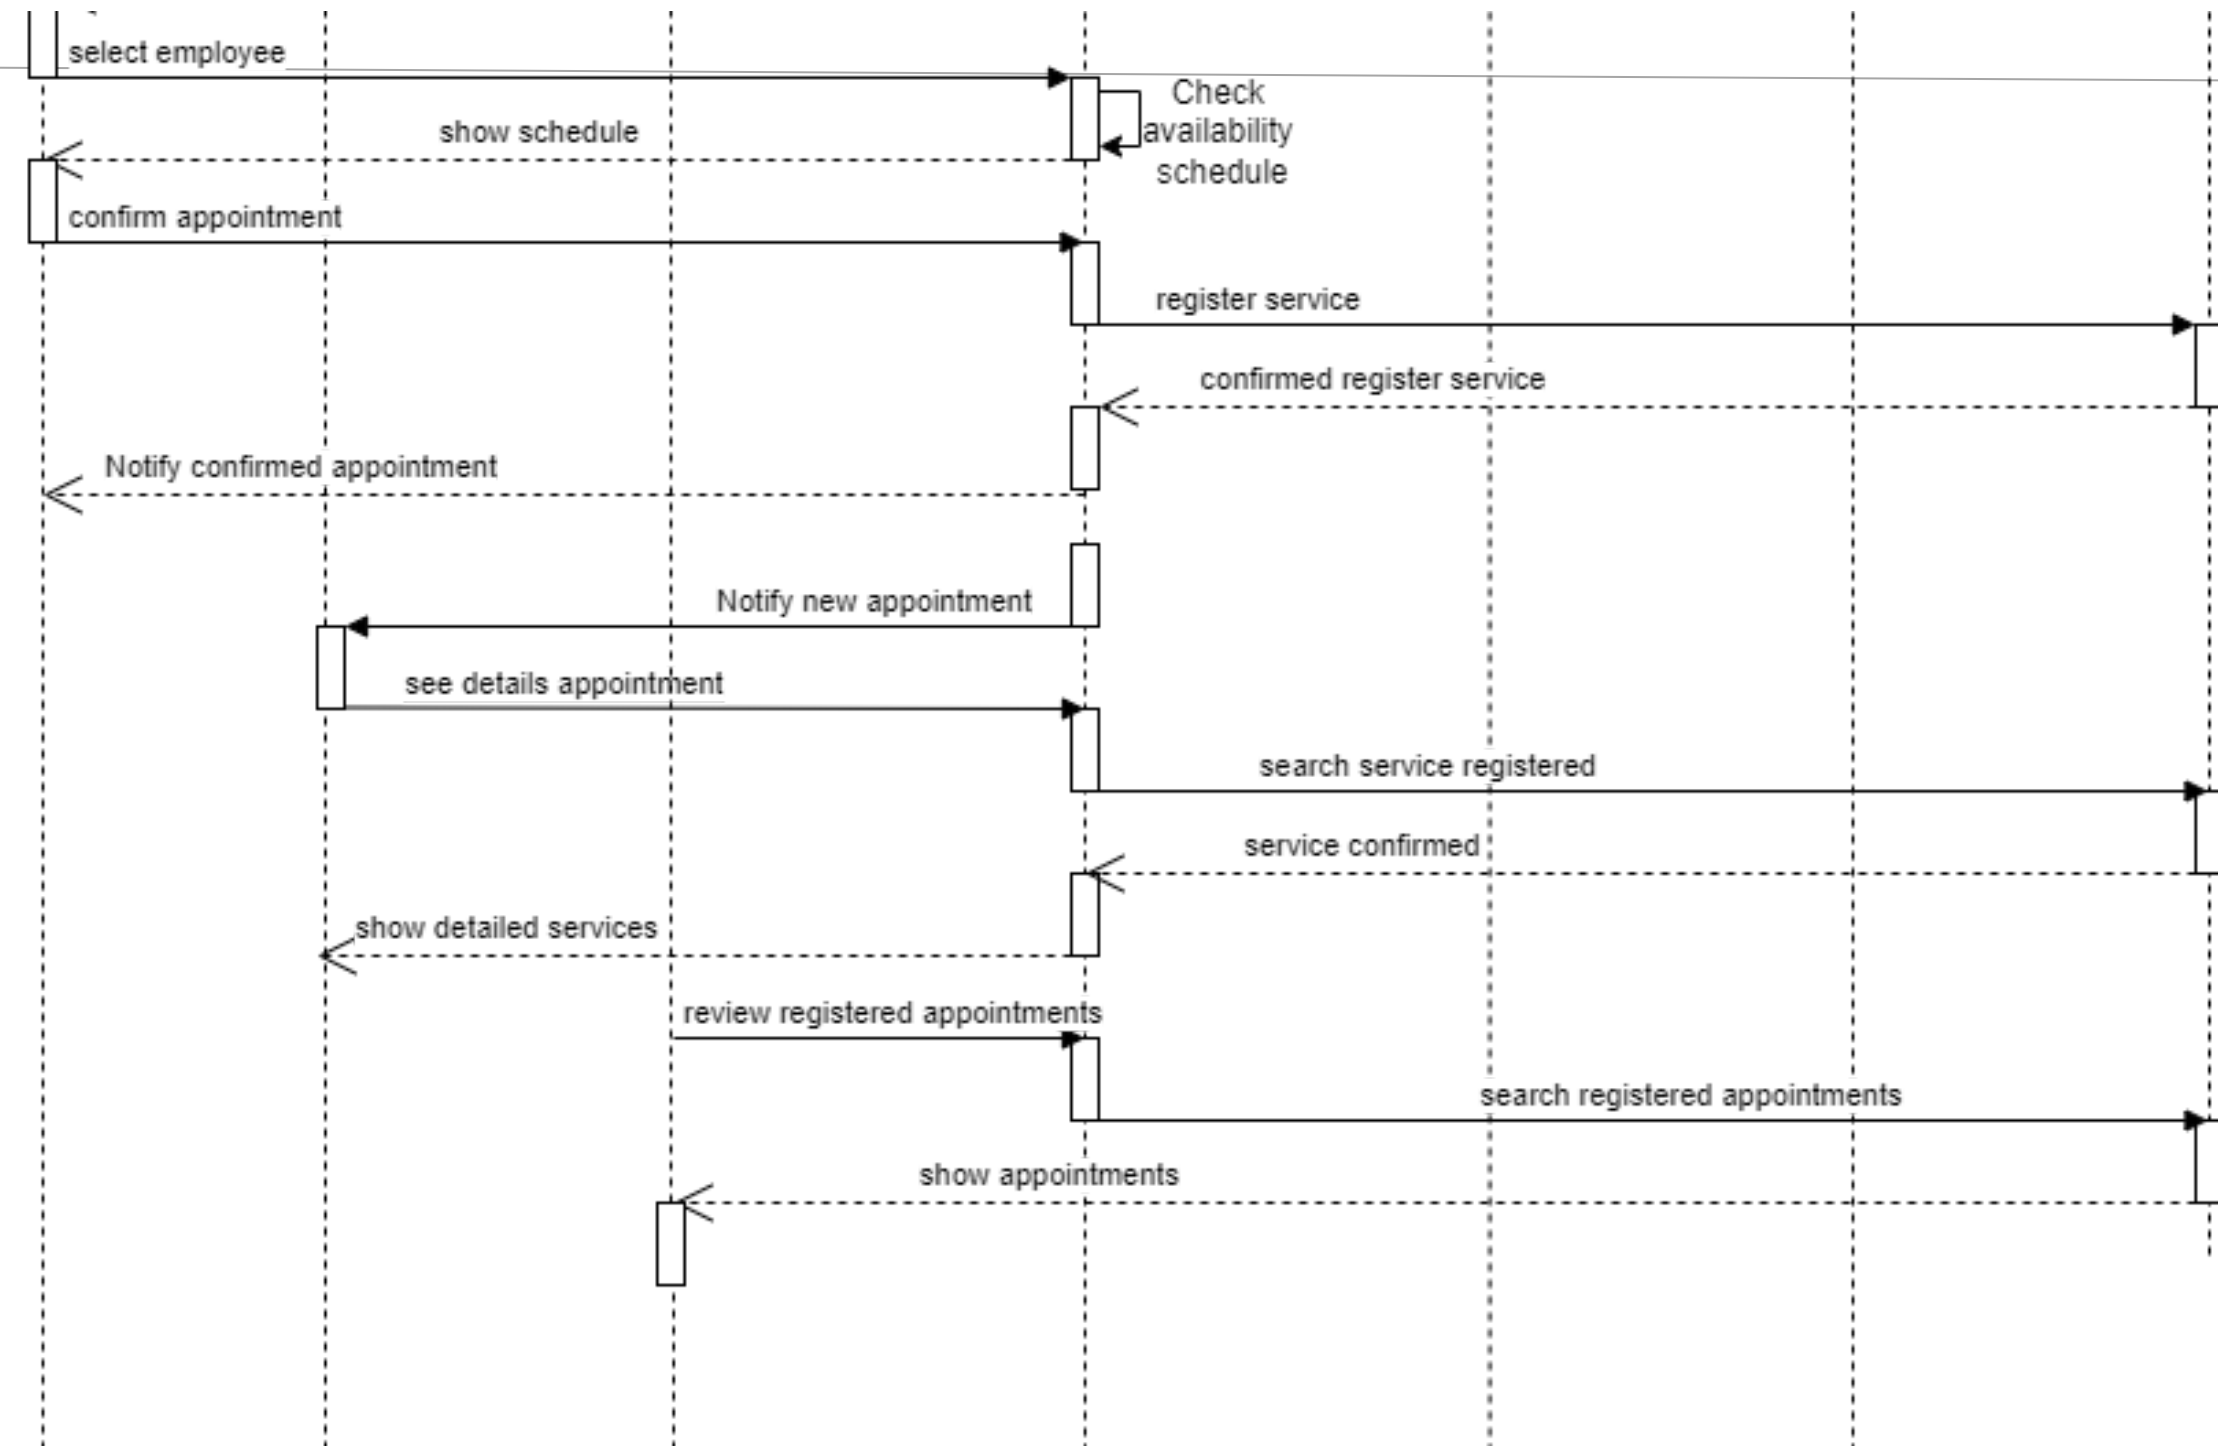 select employee
Check
availability
schedule
show schedule
confirm appointment
register service
confirmed register service
Notify confirmed appointment
Notify new appointment
see details appointment
search service registered
service confirmed
show detailed services
review registered appointments
search registered appointments
show appointments